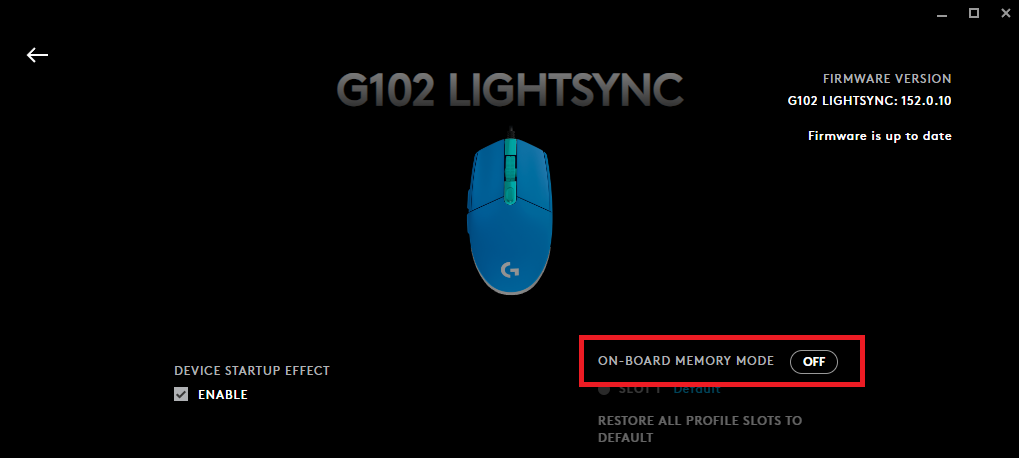 G102 LIGHTSYNC
FIRMWARE VERSION
G102 LIGHTSYNC: 152.0.10
Firmware is up to date
DEVICE STARTUP EFFECT
ENABLE
ON-BOARD MEMORY MODE OFF
SLOT 1 Default
RESTORE ALL PROFILE SLOTS TO
DEFAULT